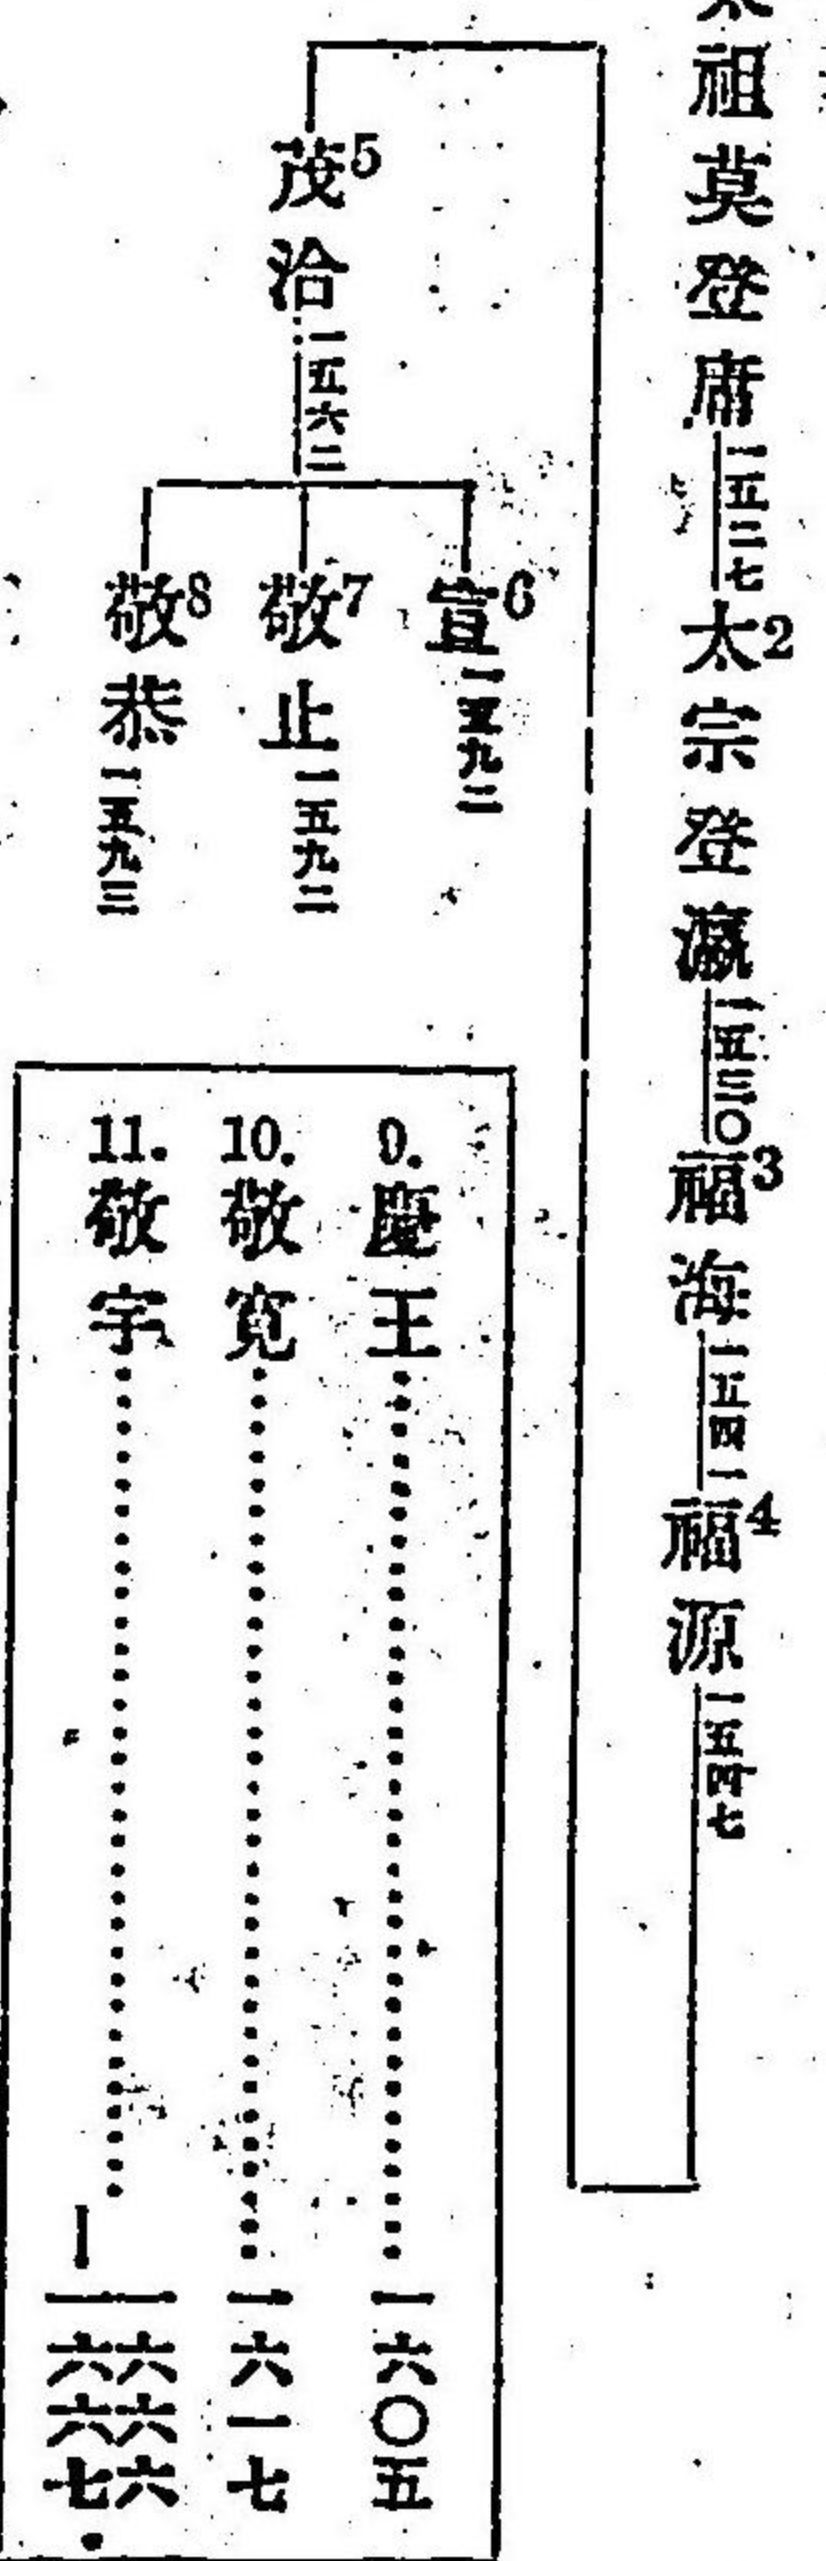 太祖莫登庸一五二七 太2宗登瀛一五三〇 福3海一五四一 福4源一五四七
茂5洽一五六二
宣6一五九二
敬7止一五九二
敬8恭一五九三
9.慶王……一六〇五
10.敬寬……一六一七
11.敬宇……一六六六
—一六六七.